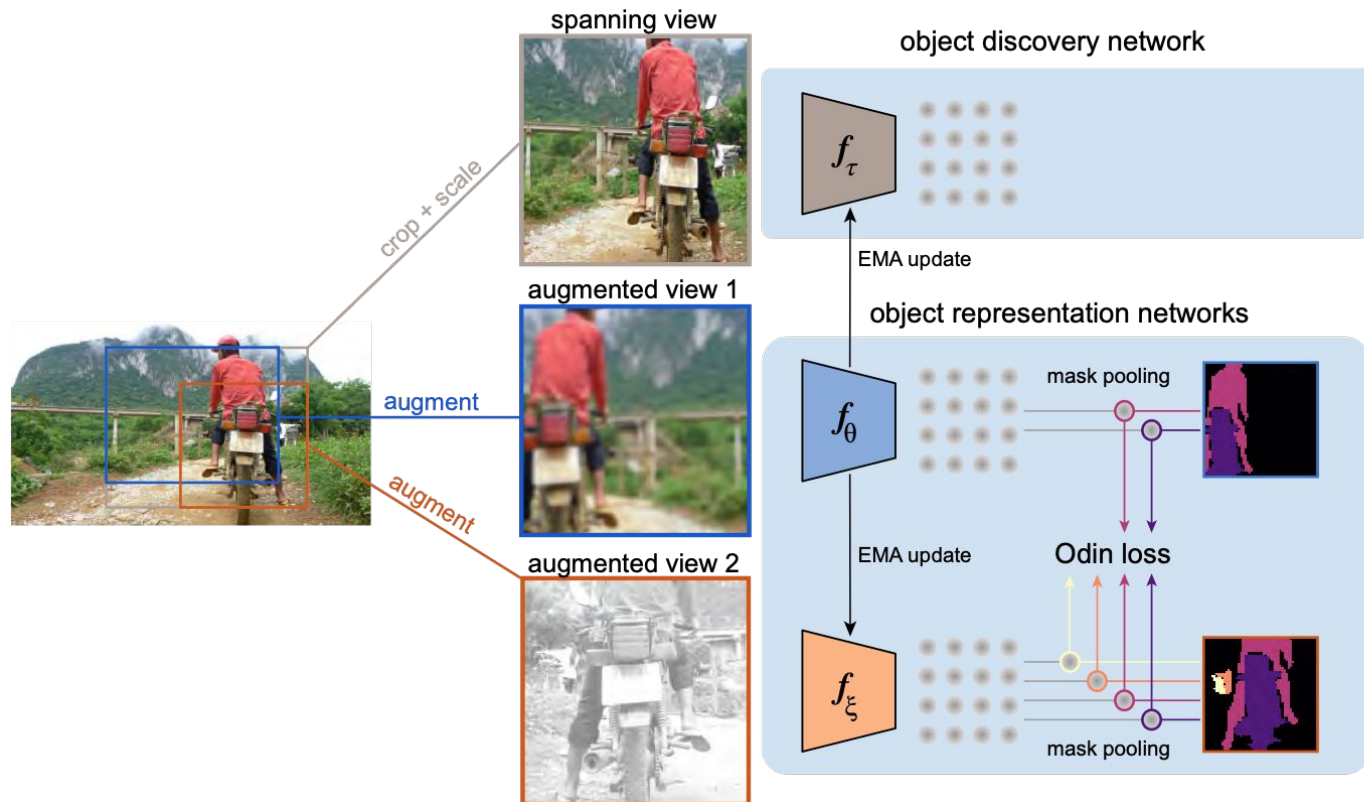 spanning view
object discovery network
crop + scale
f_τ
EMA update
augmented view 1
object representation networks
augment
f_θ
mask pooling
augment
EMA update
Odin loss
augmented view 2
f_ξ
mask pooling